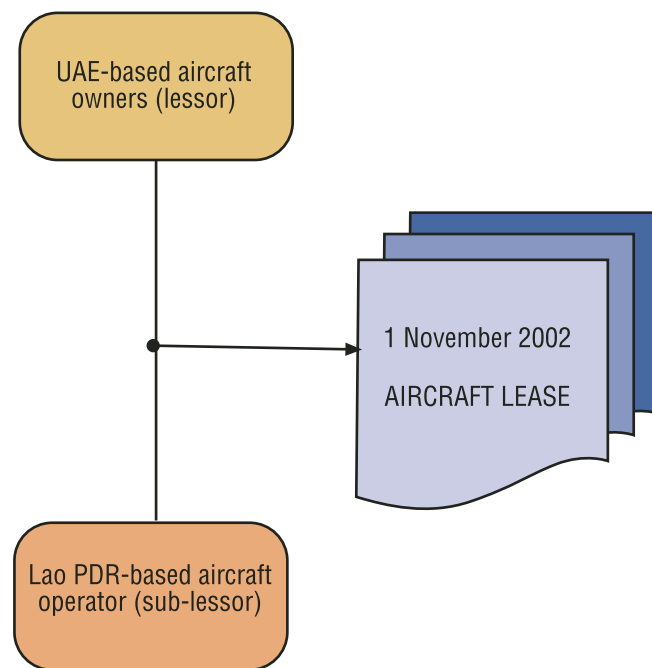 UAE-based aircraft
owners (lessor)
1 November 2002
AIRCRAFT LEASE
Lao PDR-based aircraft
operator (sub-lessor)